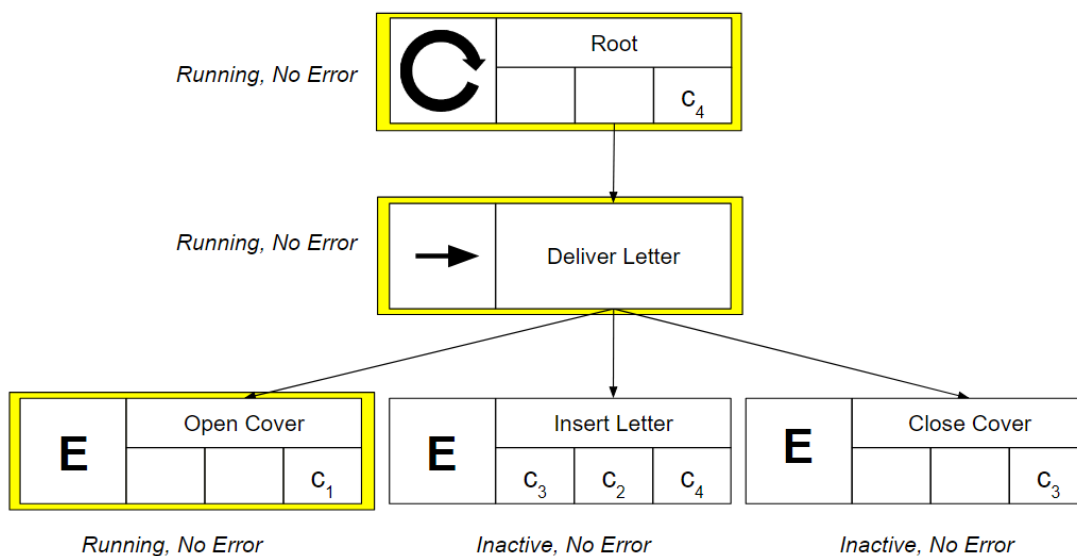 Root
Running, No Error
c₄
Running, No Error
Deliver Letter
E
Open Cover
c₁
E
Insert Letter
c₃ c₂ c₄
E
Close Cover
c₃
Running, No Error
Inactive, No Error
Inactive, No Error